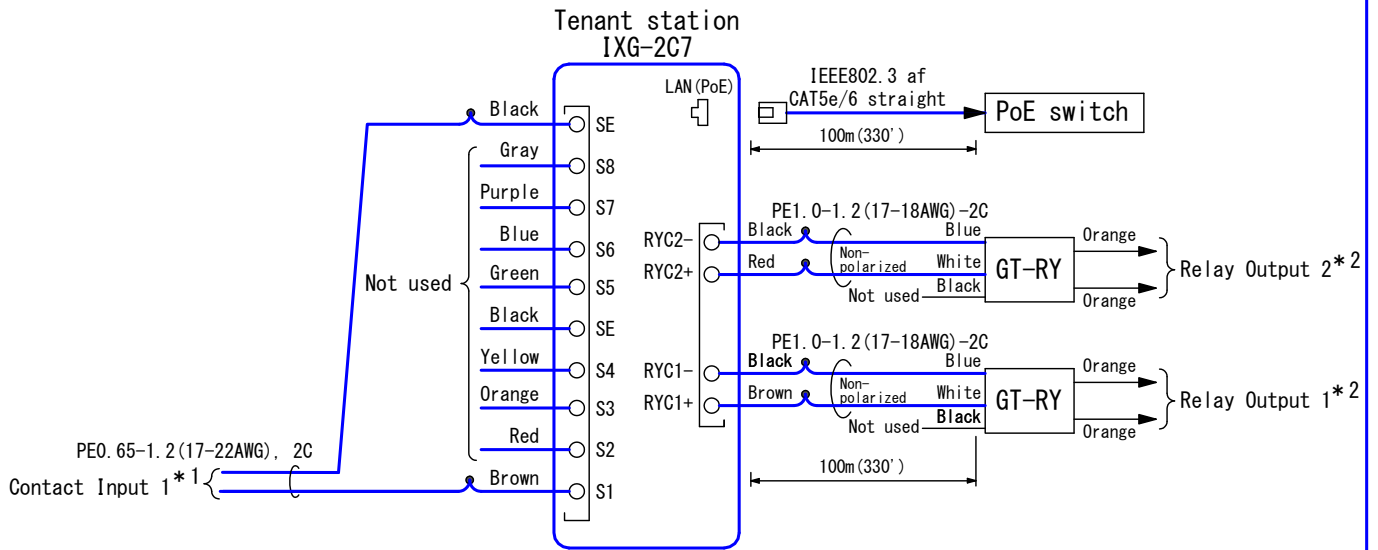 Tenant station
IXG-2C7
LAN(PoE)
IEEE802.3 af
CAT5e/6 straight
PoE switch
100m(330')
Black
SE
Gray
S8
Purple
S7
Blue
S6
Green
S5
Black
SE
Yellow
S4
Orange
S3
Red
S2
Brown
S1
Not used
PE0.65-1.2(17-22AWG), 2C
Contact Input 1*1
PE1.0-1.2(17-18AWG)-2C
RYC2-
Black
Blue
RYC2+
Red
Non-
polarized
White
Not used
Black
GT-RY
Orange
Orange
Relay Output 2*2
PE1.0-1.2(17-18AWG)-2C
RYC1-
Black
Blue
RYC1+
Brown
Non-
polarized
White
Not used
Black
GT-RY
Orange
Orange
Relay Output 1*2
100m(330')